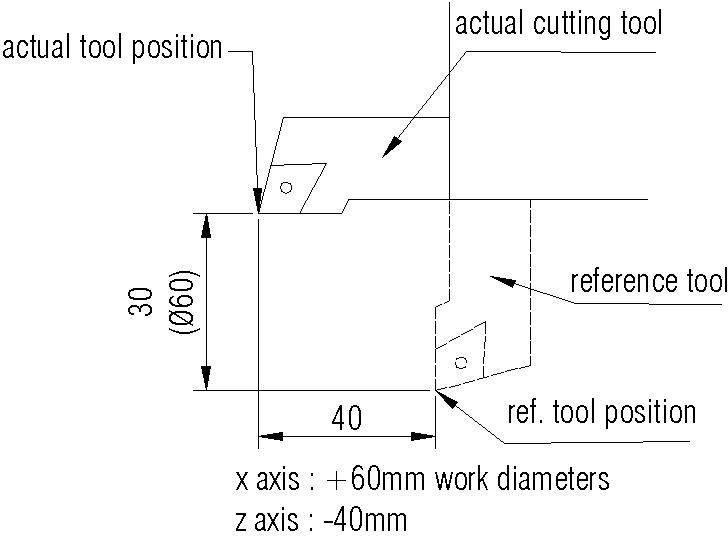 actual cutting tool
actual tool position
reference tool
30
(Ø60)
40
ref. tool position
x axis : +60mm work diameters
z axis : -40mm